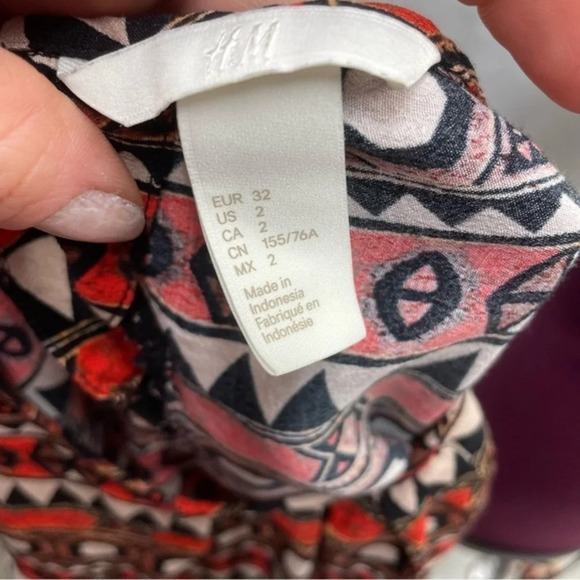 H&M
EUR 32
US 2
CA 2
CN 155/76A
MX 2
Made in
Indonesia
Fabriqué en
Indonésie